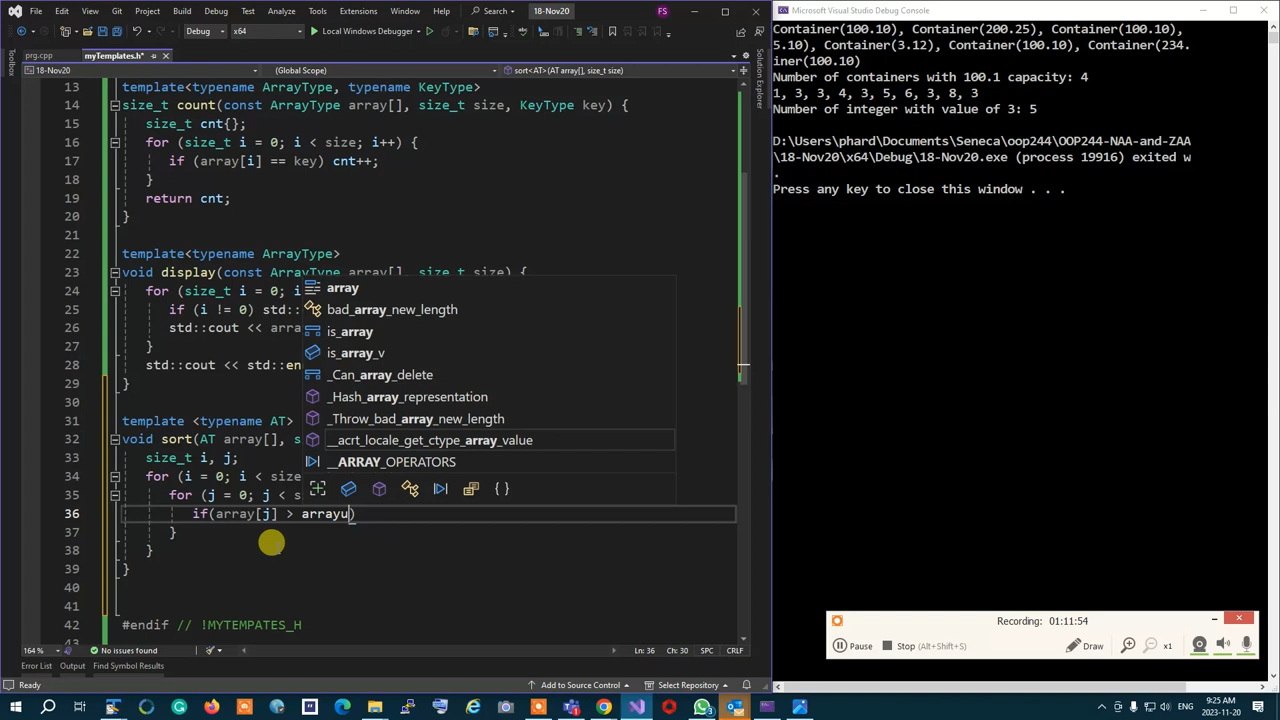 File Edit View Git Project Build Debug Test Analyze Tools Extensions Window Help Search 18-Nov20 FS
Debug x64 Local Windows Debugger
prg.cpp myTemplates.h*
18-Nov20 (Global Scope) sort<AT>(AT array[], size_t size)
13 template<typename ArrayType, typename KeyType>
14 size_t count(const ArrayType array[], size_t size, KeyType key) {
15 size_t cnt{};
16 for (size_t i = 0; i < size; i++) {
17 if (array[i] == key) cnt++;
18 }
19 return cnt;
20 }
21
22 template<typename ArrayType>
23 void display(const ArrayType array[], size_t size) {
24 for (size_t i = 0; i
25 if (i != 0) std::
26 std::cout << arra
27 }
28 std::cout << std::en
29 }
30
31 template <typename AT>
32 void sort(AT array[], s
33 size_t i, j;
34 for (i = 0; i < size
35 for (j = 0; j < s
36 if(array[j] > arrayu)
37 }
38 }
39 }
40
41
42 #endif // !MYTEMPATES_H
43
array
bad_array_new_length
is_array
is_array_v
_Can_array_delete
_Hash_array_representation
_Throw_bad_array_new_length
__acrt_locale_get_ctype_array_value
__ARRAY_OPERATORS
164 % No issues found Ln: 36 Ch: 30 SPC CRLF
Error List Output Find Symbol Results
Ready Add to Source Control Select Repository
Solution Explorer
Toolbox
Microsoft Visual Studio Debug Console
Container(100.10), Container(200.25), Container(100.10),
5.10), Container(3.12), Container(100.10), Container(234.
iner(100.10)
Number of containers with 100.1 capacity: 4
1, 3, 3, 4, 3, 5, 6, 3, 8, 3
Number of integer with value of 3: 5
D:\Users\phard\Documents\Seneca\oop244\OOP244-NAA-and-ZAA
\18-Nov20\x64\Debug\18-Nov20.exe (process 19916) exited w
.
Press any key to close this window . . .
Recording: 01:11:54
Pause Stop (Alt+Shift+S) Draw x1
9:25 AM
2023-11-20